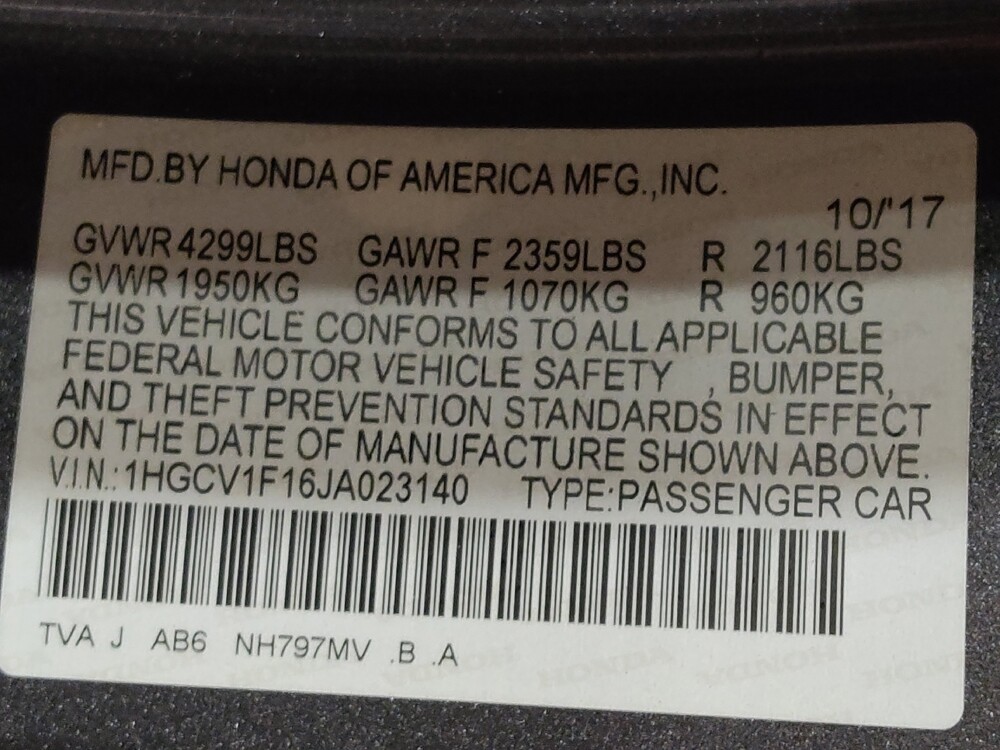 MFD.BY HONDA OF AMERICA MFG.,INC.
10/'17
GVWR 4299LBS GAWR F 2359LBS R 2116LBS
GVWR 1950KG GAWR F 1070KG R 960KG
THIS VEHICLE CONFORMS TO ALL APPLICABLE
FEDERAL MOTOR VEHICLE SAFETY , BUMPER,
AND THEFT PREVENTION STANDARDS IN EFFECT
ON THE DATE OF MANUFACTURE SHOWN ABOVE.
V.I.N.:1HGCV1F16JA023140 TYPE:PASSENGER CAR
TVA J AB6 NH797MV .B .A